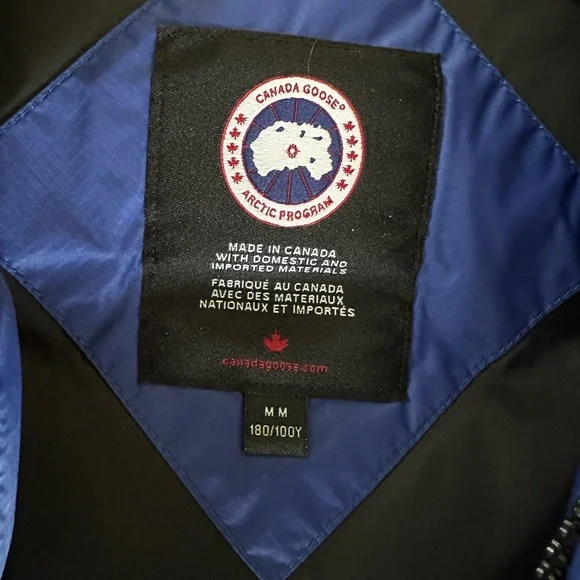 CANADA GOOSE®
ARCTIC PROGRAM
MADE IN CANADA
WITH DOMESTIC AND
IMPORTED MATERIALS
FABRIQUÉ AU CANADA
AVEC DES MATERIAUX
NATIONAUX ET IMPORTÉS
canadagoose.com
M M
180/100Y